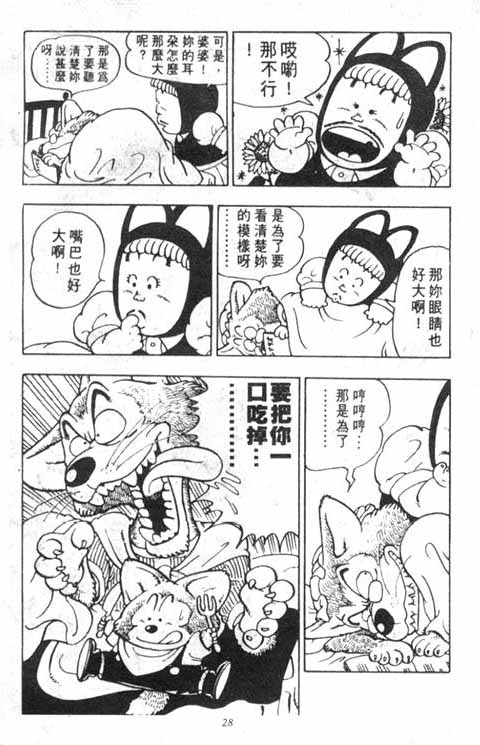 哎喲！
那不行
！
可是，
婆婆！
妳的耳
朵怎麼
那麼大
呢？
那是為
了要聽
清楚妳
說甚麼
呀……
那妳眼睛也
好大啊！
是為了要
看清楚妳
的模樣呀
………
嘴巴也好
大啊！
哼哼哼…
那是為了
………
要把你一
口吃掉…
………
28